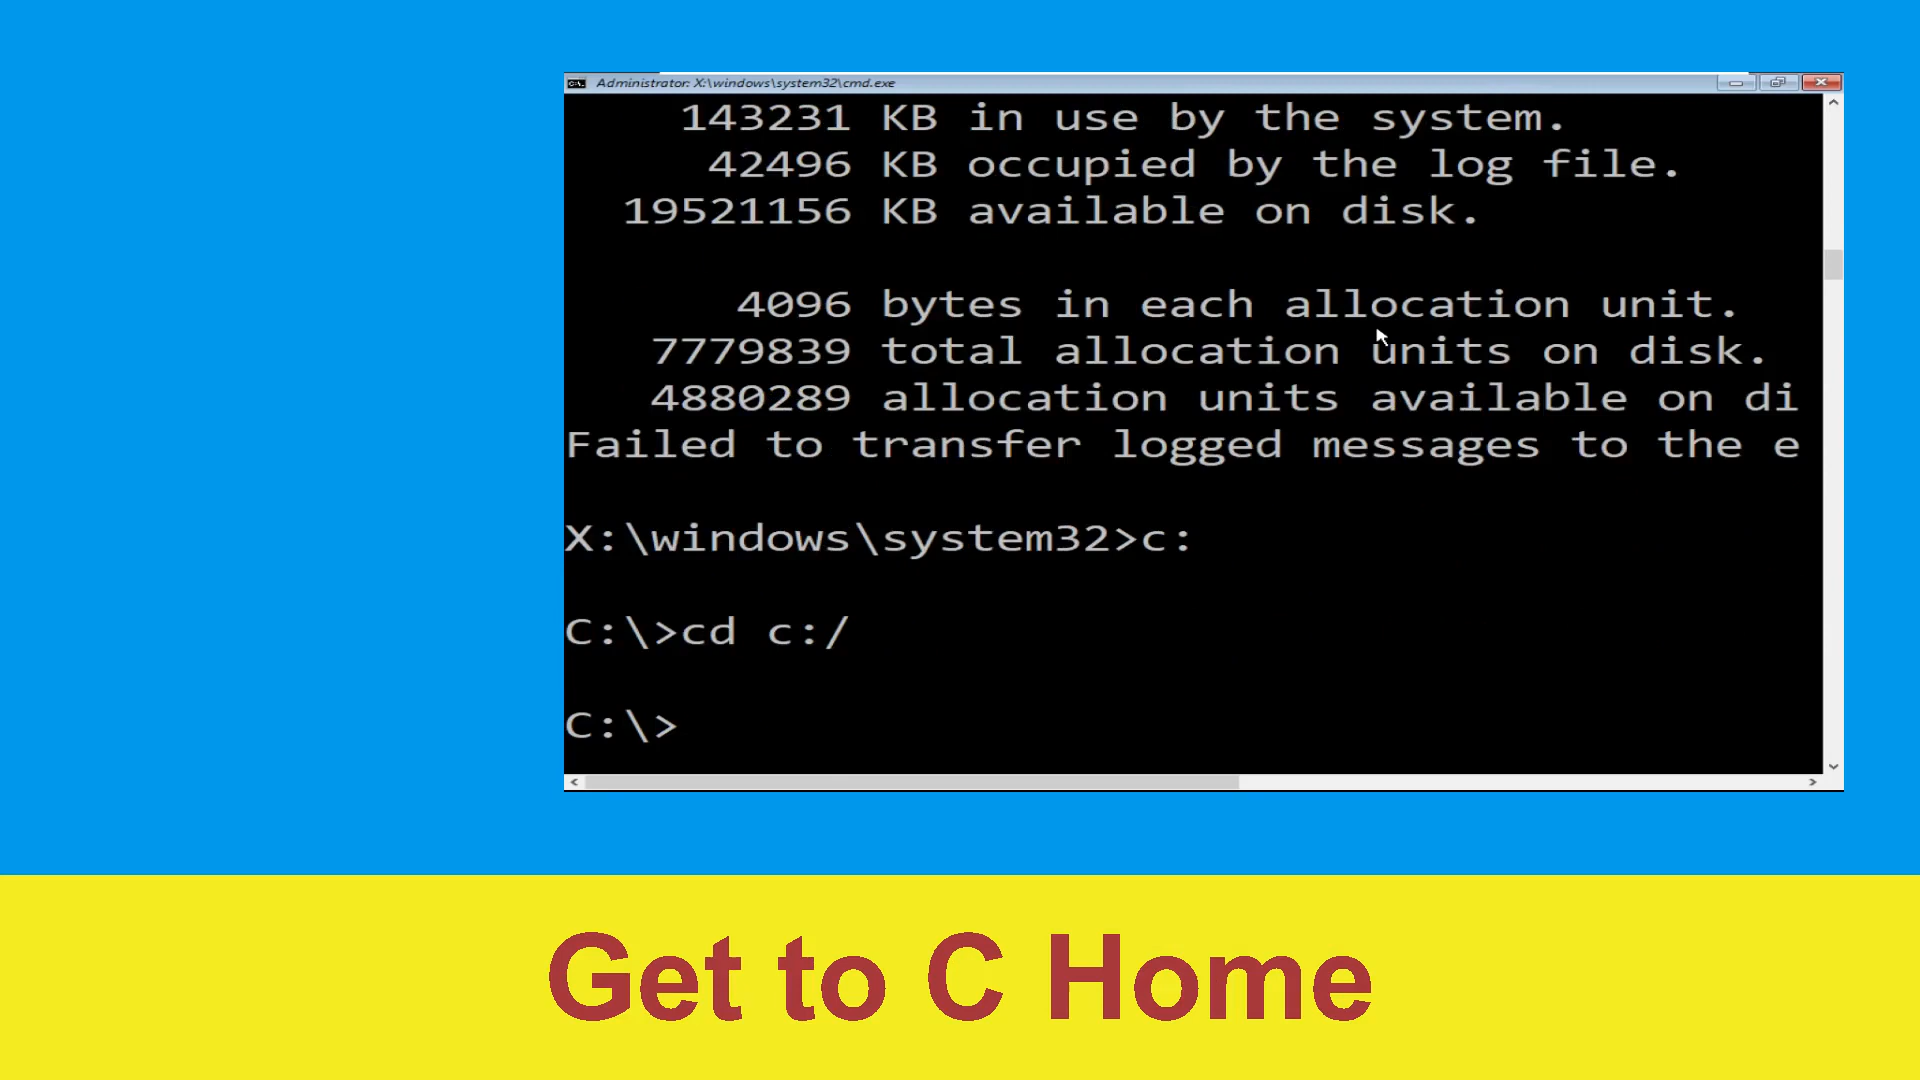 Administrator: X:\windows\system32\cmd.exe
143231 KB in use by the system.
42496 KB occupied by the log file.
19521156 KB available on disk.
4096 bytes in each allocation unit.
7779839 total allocation units on disk.
4880289 allocation units available on di
Failed to transfer logged messages to the e
X:\windows\system32>c:
C:\>cd c:/
C:\>
Get to C Home